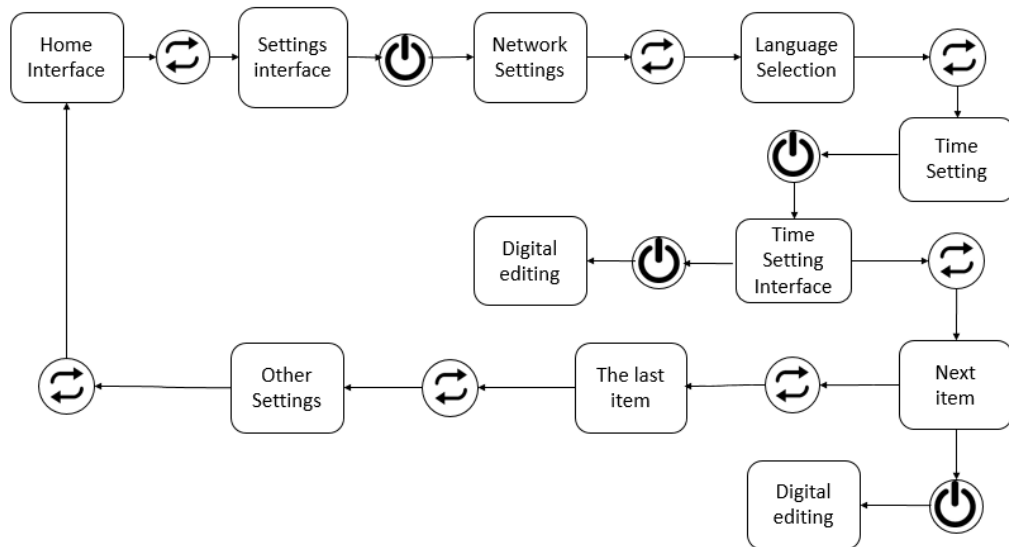 Home
Interface
Settings
interface
Network
Settings
Language
Selection
Time
Setting
Time
Setting
Interface
Digital
editing
Next
item
The last
item
Other
Settings
Digital
editing